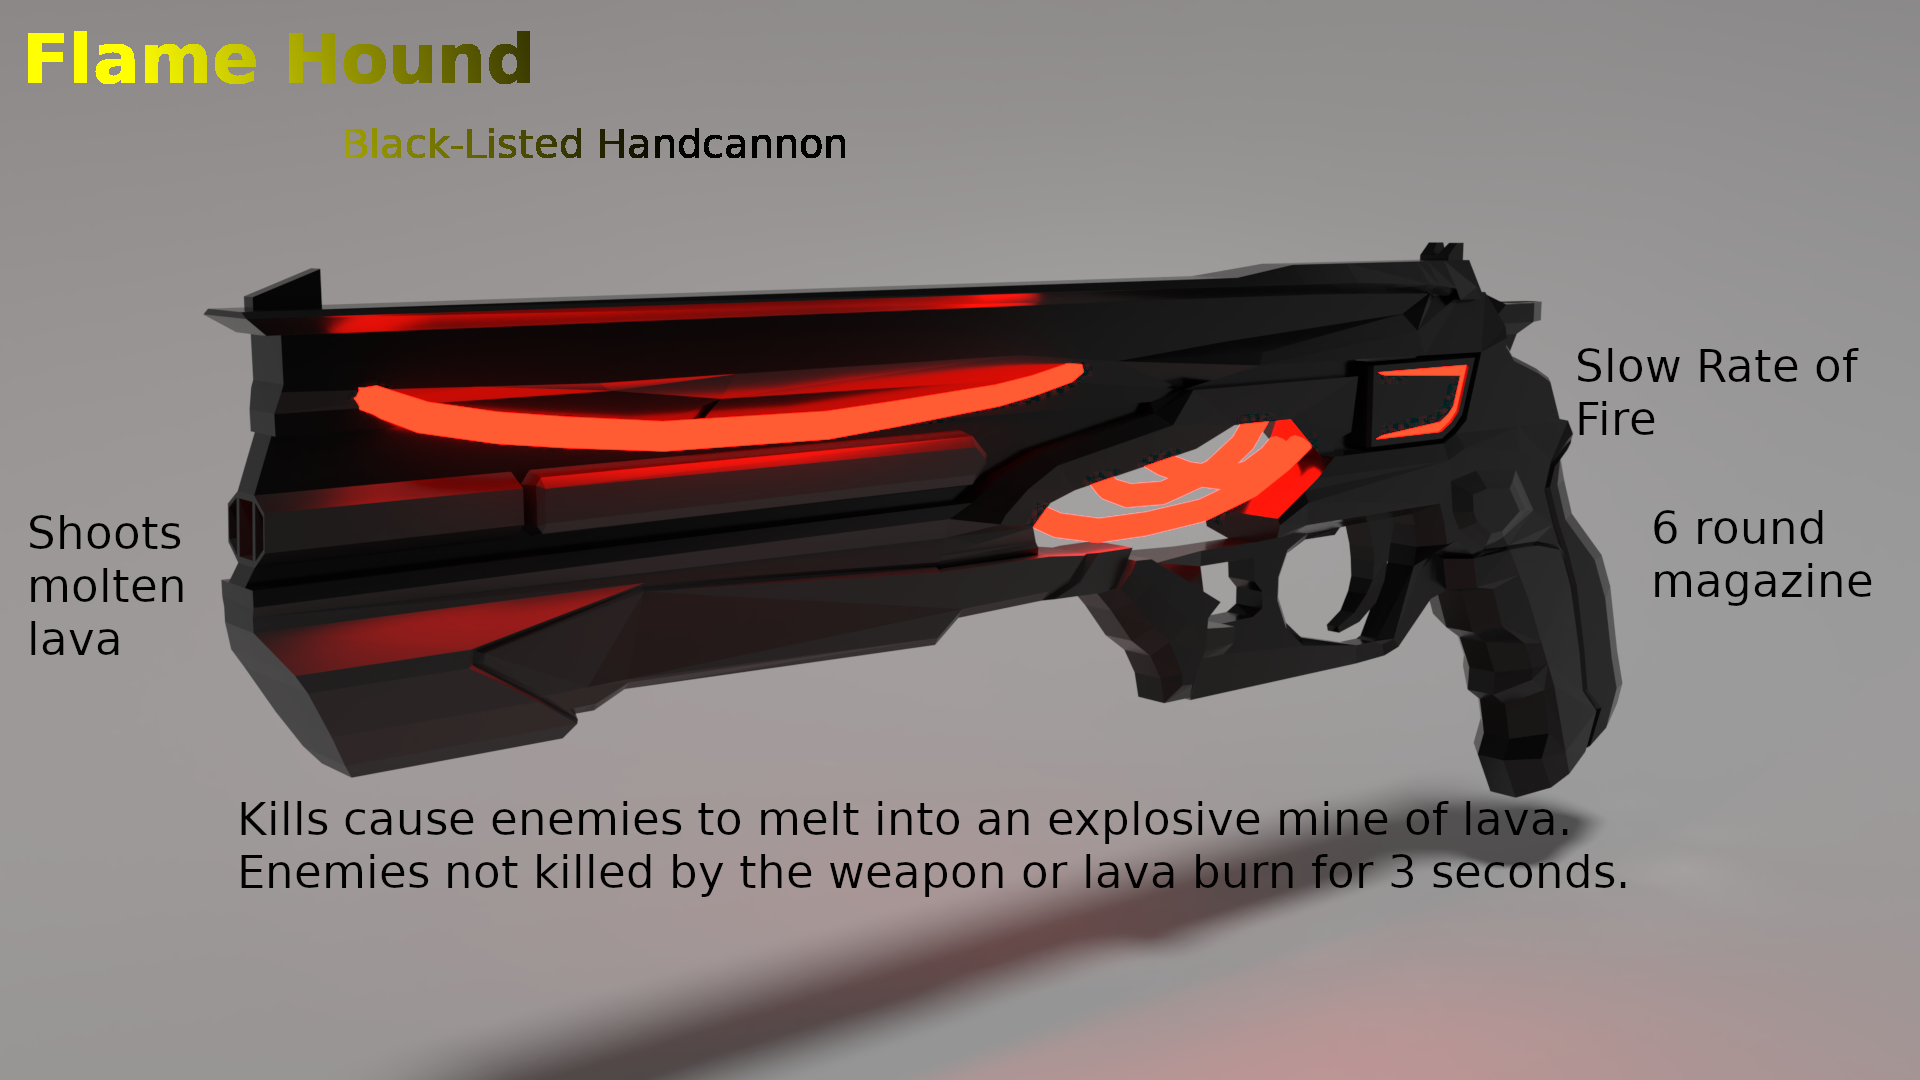 Flame Hound
Black-Listed Handcannon
Slow Rate of
Fire
Shoots
molten
lava
6 round
magazine
Kills cause enemies to melt into an explosive mine of lava.
Enemies not killed by the weapon or lava burn for 3 seconds.